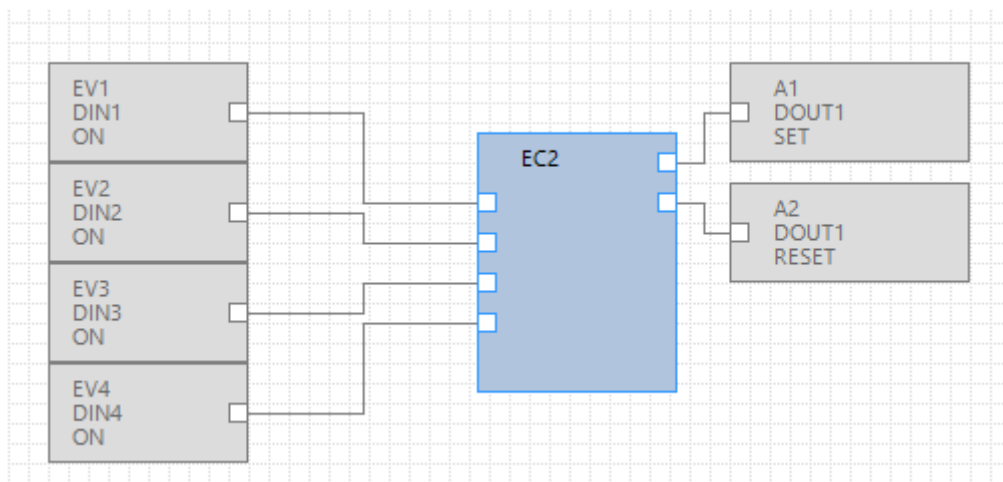 EV1
DIN1
ON
EV2
DIN2
ON
EV3
DIN3
ON
EV4
DIN4
ON
EC2
A1
DOUT1
SET
A2
DOUT1
RESET